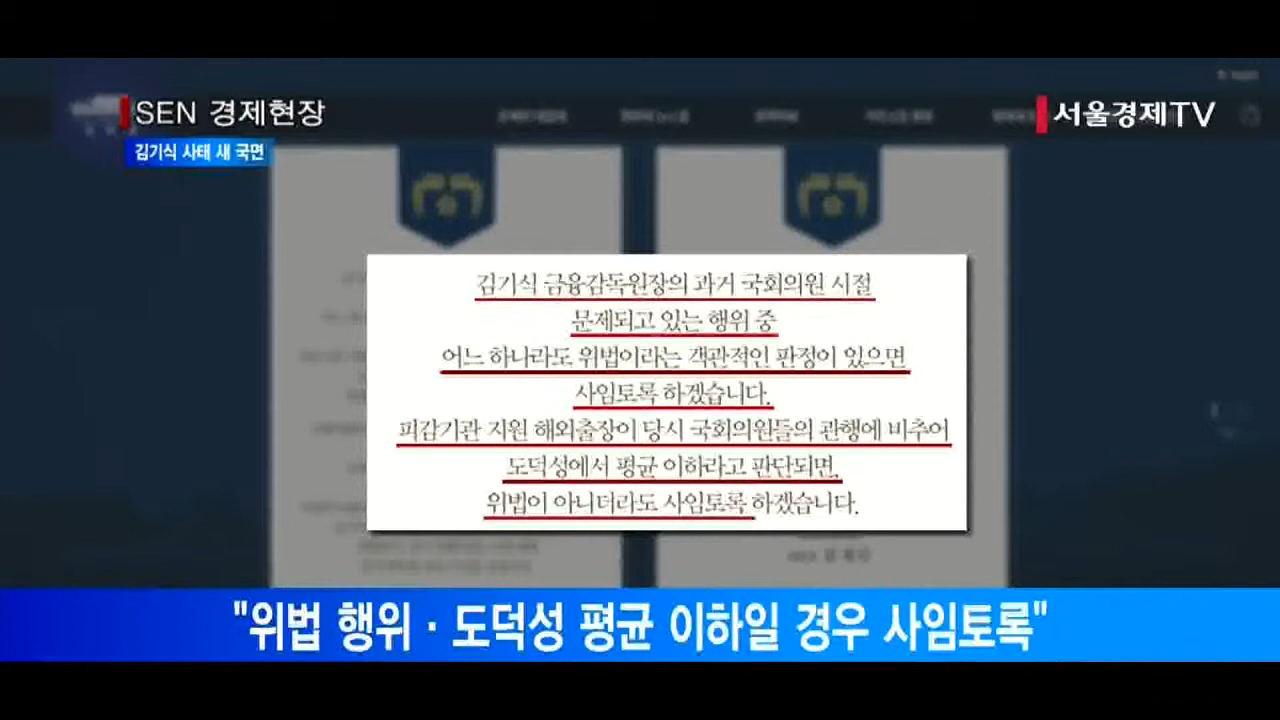 SEN 경제현장
서울경제TV
김기식 사태 새 국면
김기식 금융감독원장의 과거 국회의원 시절
문제되고 있는 행위 중
어느 하나라도 위법이라는 객관적인 판정이 있으면
사임토록 하겠습니다.
피감기관 지원 해외출장이 당시 국회의원들의 관행에 비추어
도덕성에서 평균 이하라고 판단되면,
위법이 아니더라도 사임토록 하겠습니다.
"위법 행위·도덕성 평균 이하일 경우 사임토록"